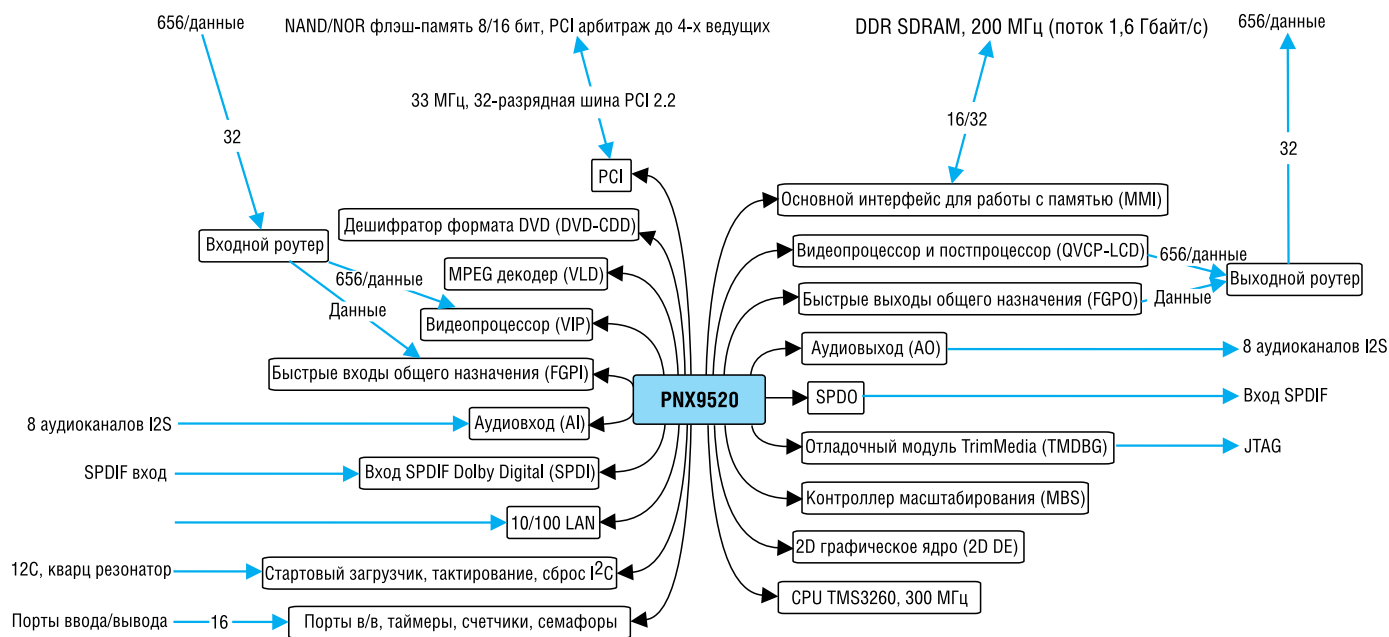 656/данные
NAND/NOR флэш-память 8/16 бит, PCI арбитраж до 4-х ведущих
DDR SDRAM, 200 МГц (поток 1,6 Гбайт/с)
656/данные
33 МГц, 32-разрядная шина PCI 2.2
32
16/32
32
PCI
Основной интерфейс для работы с памятью (MMI)
Дешифратор формата DVD (DVD-CDD)
Входной роутер
Видеопроцессор и постпроцессор (QVCP-LCD)
656/данные
MPEG декодер (VLD)
656/данные
Выходной роутер
Быстрые выходы общего назначения (FGPO)
Данные
Данные
Видеопроцессор (VIP)
Аудиовыход (AO)
8 аудиоканалов I2S
Быстрые входы общего назначения (FGPI)
PNX9520
SPDO
Вход SPDIF
8 аудиоканалов I2S
Аудиовход (AI)
Отладочный модуль TrimMedia (TMDBG)
JTAG
SPDIF вход
Вход SPDIF Dolby Digital (SPDI)
Контроллер масштабирования (MBS)
10/100 LAN
2D графическое ядро (2D DE)
12C, кварц резонатор
Стартовый загрузчик, тактирование, сброс I²C
CPU TMS3260, 300 МГц
Порты ввода/вывода
16
Порты в/в, таймеры, счетчики, семафоры